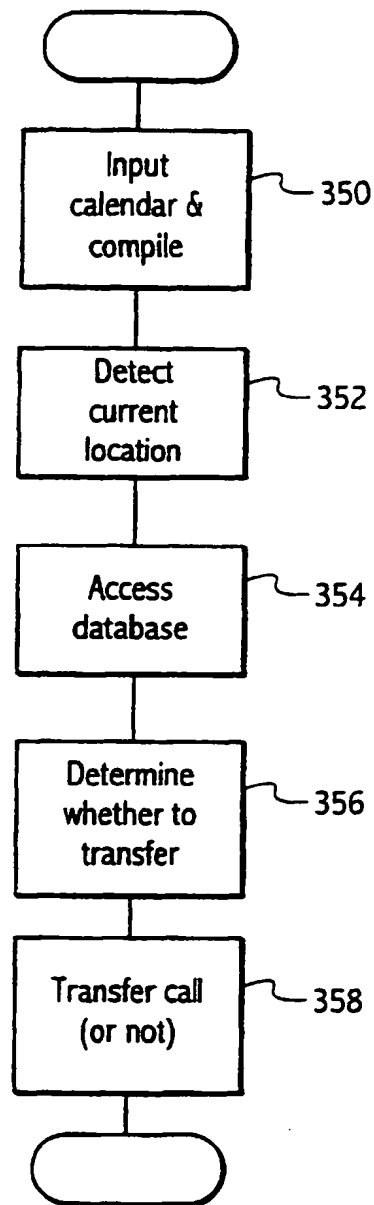 Input
calendar &
compile
350
Detect
current
location
352
Access
database
354
Determine
whether to
transfer
356
Transfer call
(or not)
358